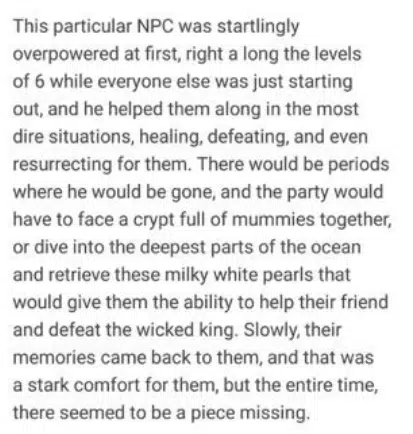 This particular NPC was startlingly
overpowered at first, right a long the levels
of 6 while everyone else was just starting
out, and he helped them along in the most
dire situations, healing, defeating, and even
resurrecting for them. There would be periods
where he would be gone, and the party would
have to face a crypt full of mummies together,
or dive into the deepest parts of the ocean
and retrieve these milky white pearls that
would give them the ability to help their friend
and defeat the wicked king. Slowly, their
memories came back to them, and that was
a stark comfort for them, but the entire time,
there seemed to be a piece missing.